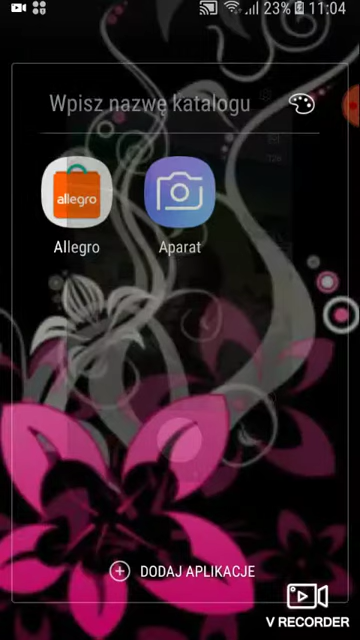 23% 11:04
Wpisz nazwę katalogu
allegro
Allegro Aparat
DODAJ APLIKACJE
V RECORDER